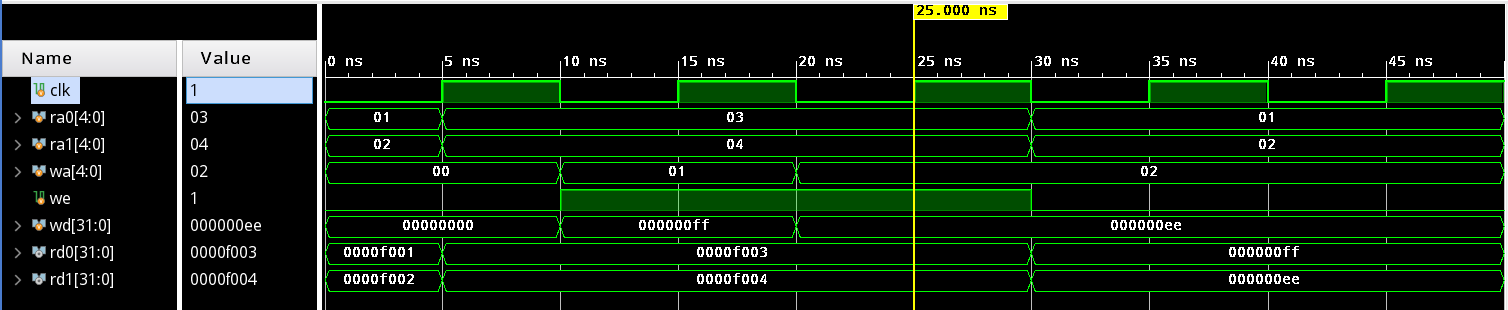 25.000 ns
Name Value
0 ns 5 ns 10 ns 15 ns 20 ns 25 ns 30 ns 35 ns 40 ns 45 ns
clk 1
ra0[4:0] 03 01 03 01
ra1[4:0] 04 02 04 02
wa[4:0] 02 00 01 02
we 1
wd[31:0] 000000ee 00000000 000000ff 000000ee
rd0[31:0] 0000f003 0000f001 0000f003 000000ff
rd1[31:0] 0000f004 0000f002 0000f004 000000ee